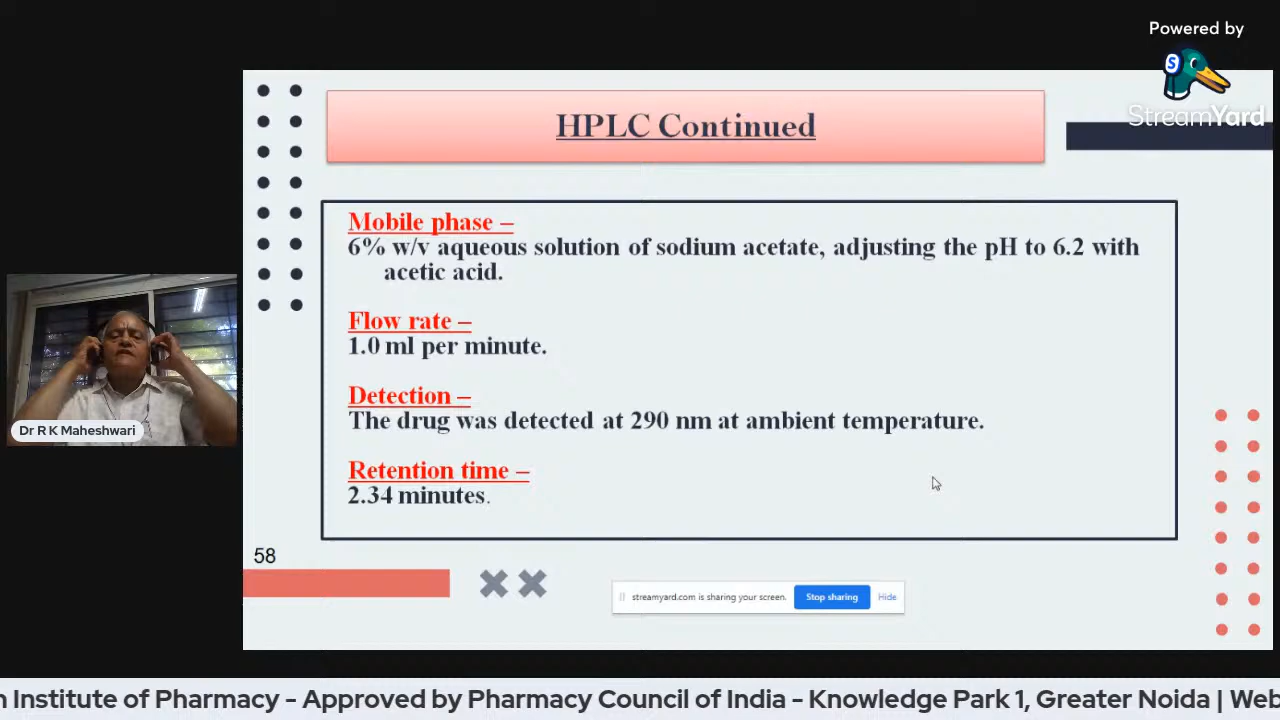 Powered by
S
StreamYard
HPLC Continued
Mobile phase –
6% w/v aqueous solution of sodium acetate, adjusting the pH to 6.2 with
acetic acid.
Flow rate –
1.0 ml per minute.
Detection –
The drug was detected at 290 nm at ambient temperature.
Retention time –
2.34 minutes.
Dr R K Maheshwari
58
streamyard.com is sharing your screen.
Stop sharing
Hide
n Institute of Pharmacy - Approved by Pharmacy Council of India - Knowledge Park 1, Greater Noida | Web